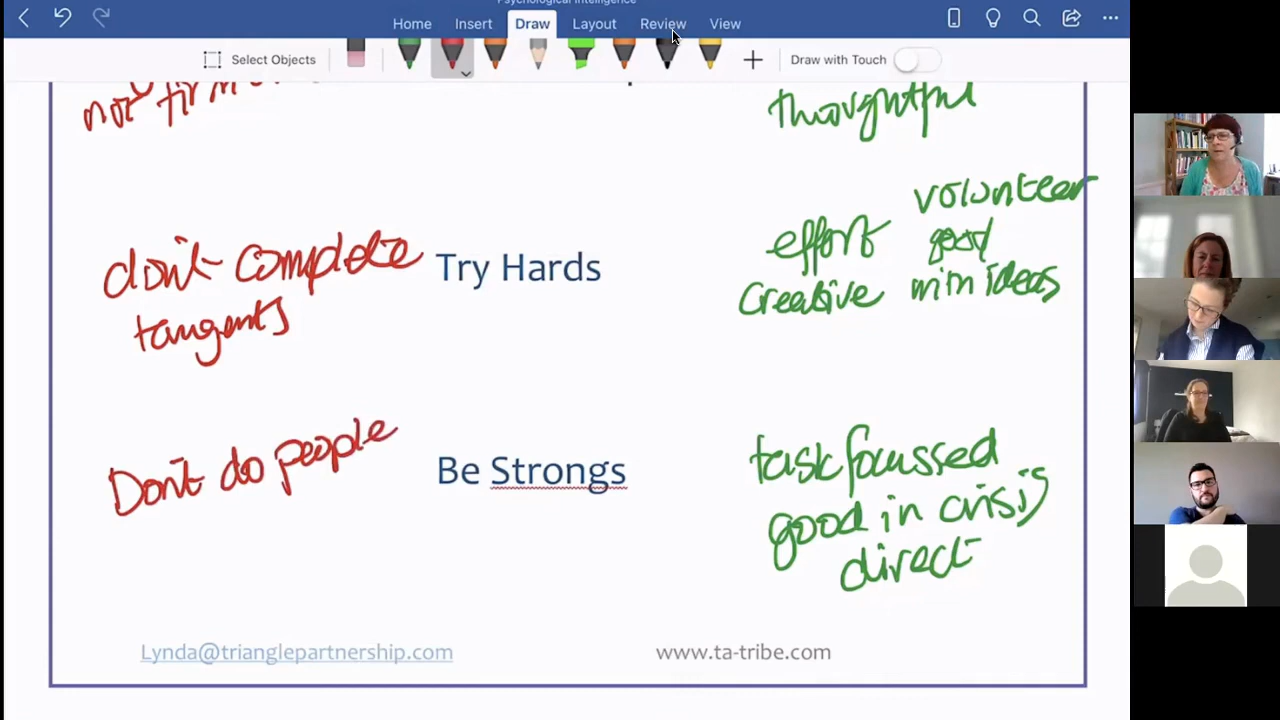 Psychological Intelligence
Home Insert Draw Layout Review View
Select Objects
Draw with Touch
not firm
thoughtful
don't complete
tangents
Try Hards
effort
creative
volunteer
good
with ideas
Don't do people
Be Strongs
task focussed
good in crisis
direct
Lynda@trianglepartnership.com
www.ta-tribe.com